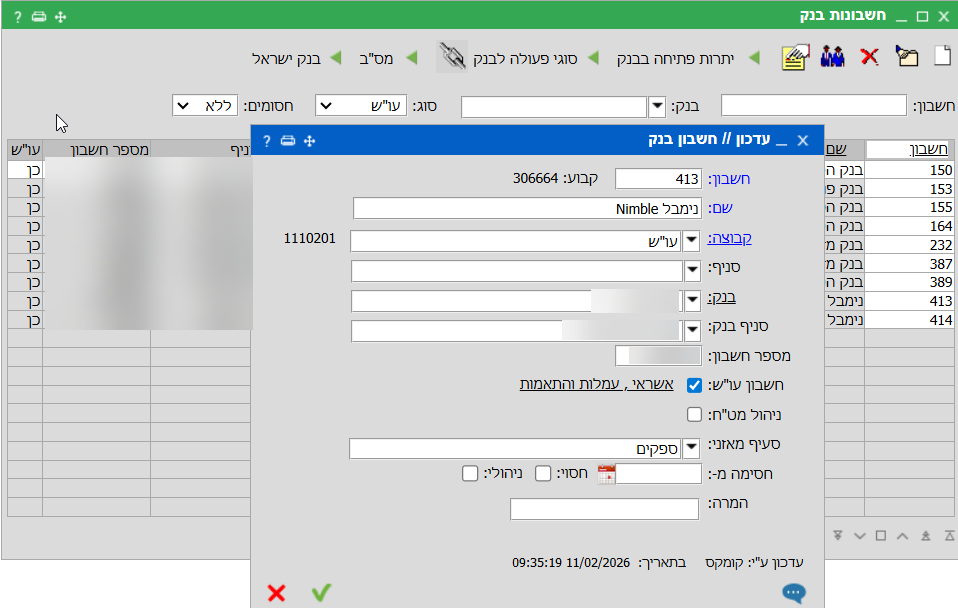 חשבונות בנק
יתרות פתיחה בבנק סוגי פעולה לבנק מס"ב בנק ישראל
חשבון: בנק: סוג: עו"ש חסומים: ללא
חשבון שם ניף מספר חשבון עו"ש
150 בנק ה כן
153 בנק פו כן
155 בנק ה כן
164 בנק ה כן
232 בנק מ כן
387 בנק מ כן
389 בנק ה כן
413 נימבל כן
414 נימבל כן
עדכון // חשבון בנק
חשבון: 413 קבוע: 306664
שם: נימבל Nimble
קבוצה: עו"ש 1110201
סניף:
בנק:
סניף בנק:
מספר חשבון:
חשבון עו"ש: אשראי , עמלות והתאמות
ניהול מט"ח:
סעיף מאזני: ספקים
חסימה מ-: חסוי: ניהולי:
המרה:
עדכון ע"י: קומקס בתאריך: 11/02/2026 09:35:19